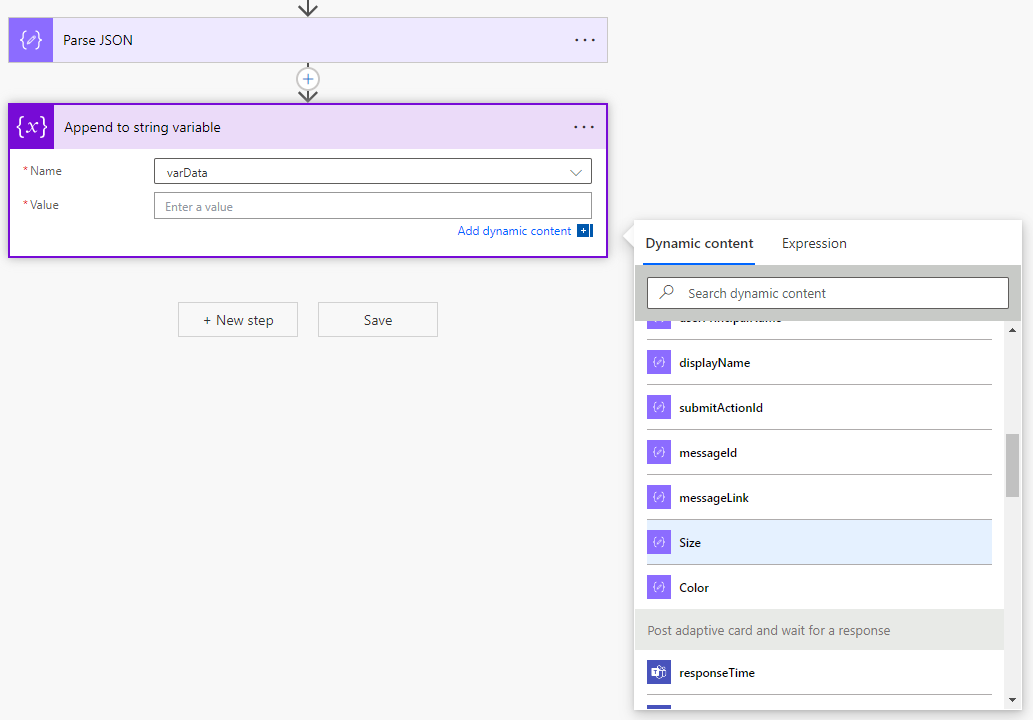 Parse JSON
Append to string variable
* Name
varData
* Value
Enter a value
Add dynamic content
+ New step
Save
Dynamic content
Expression
Search dynamic content
displayName
submitActionId
messageId
messageLink
Size
Color
Post adaptive card and wait for a response
responseTime